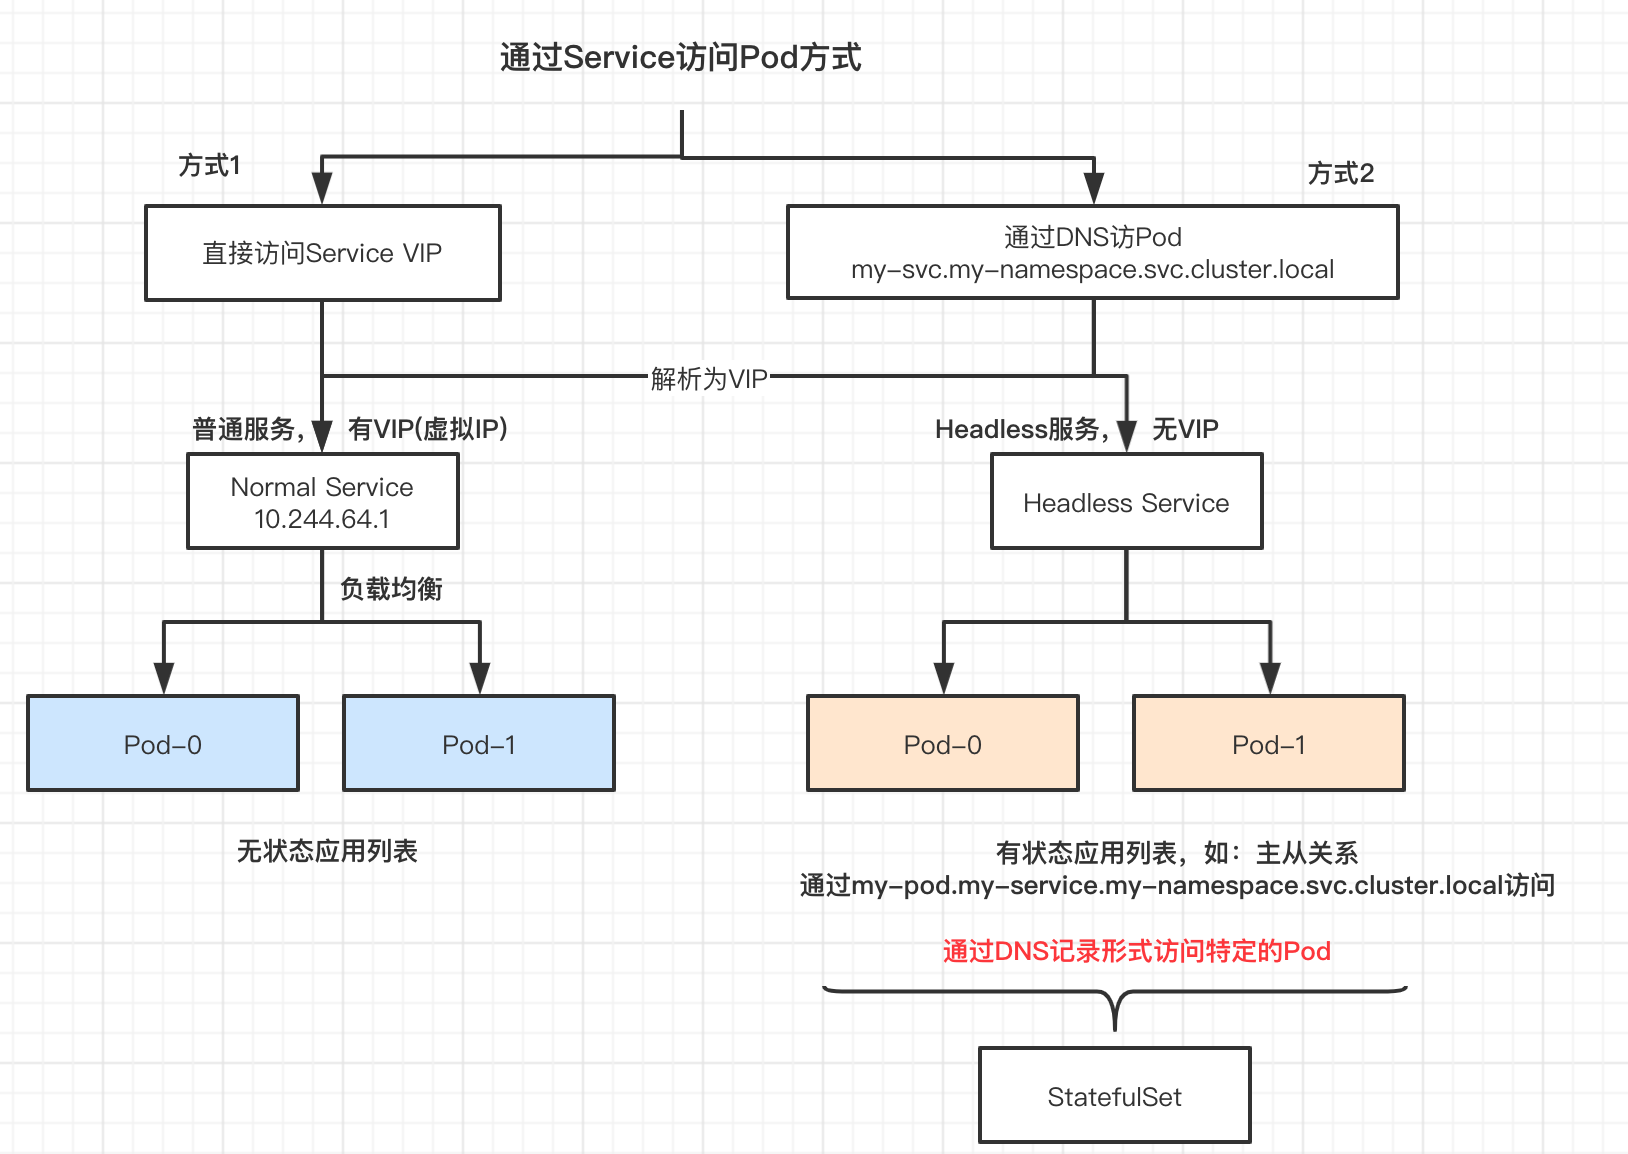 通过Service访问Pod方式
方式1
方式2
直接访问Service VIP
通过DNS访Pod
my-svc.my-namespace.svc.cluster.local
解析为VIP
普通服务，
有VIP(虚拟IP)
Headless服务，
无VIP
Normal Service
10.244.64.1
Headless Service
负载均衡
Pod-0
Pod-1
Pod-0
Pod-1
无状态应用列表
有状态应用列表，如：主从关系
通过my-pod.my-service.my-namespace.svc.cluster.local访问
通过DNS记录形式访问特定的Pod
StatefulSet